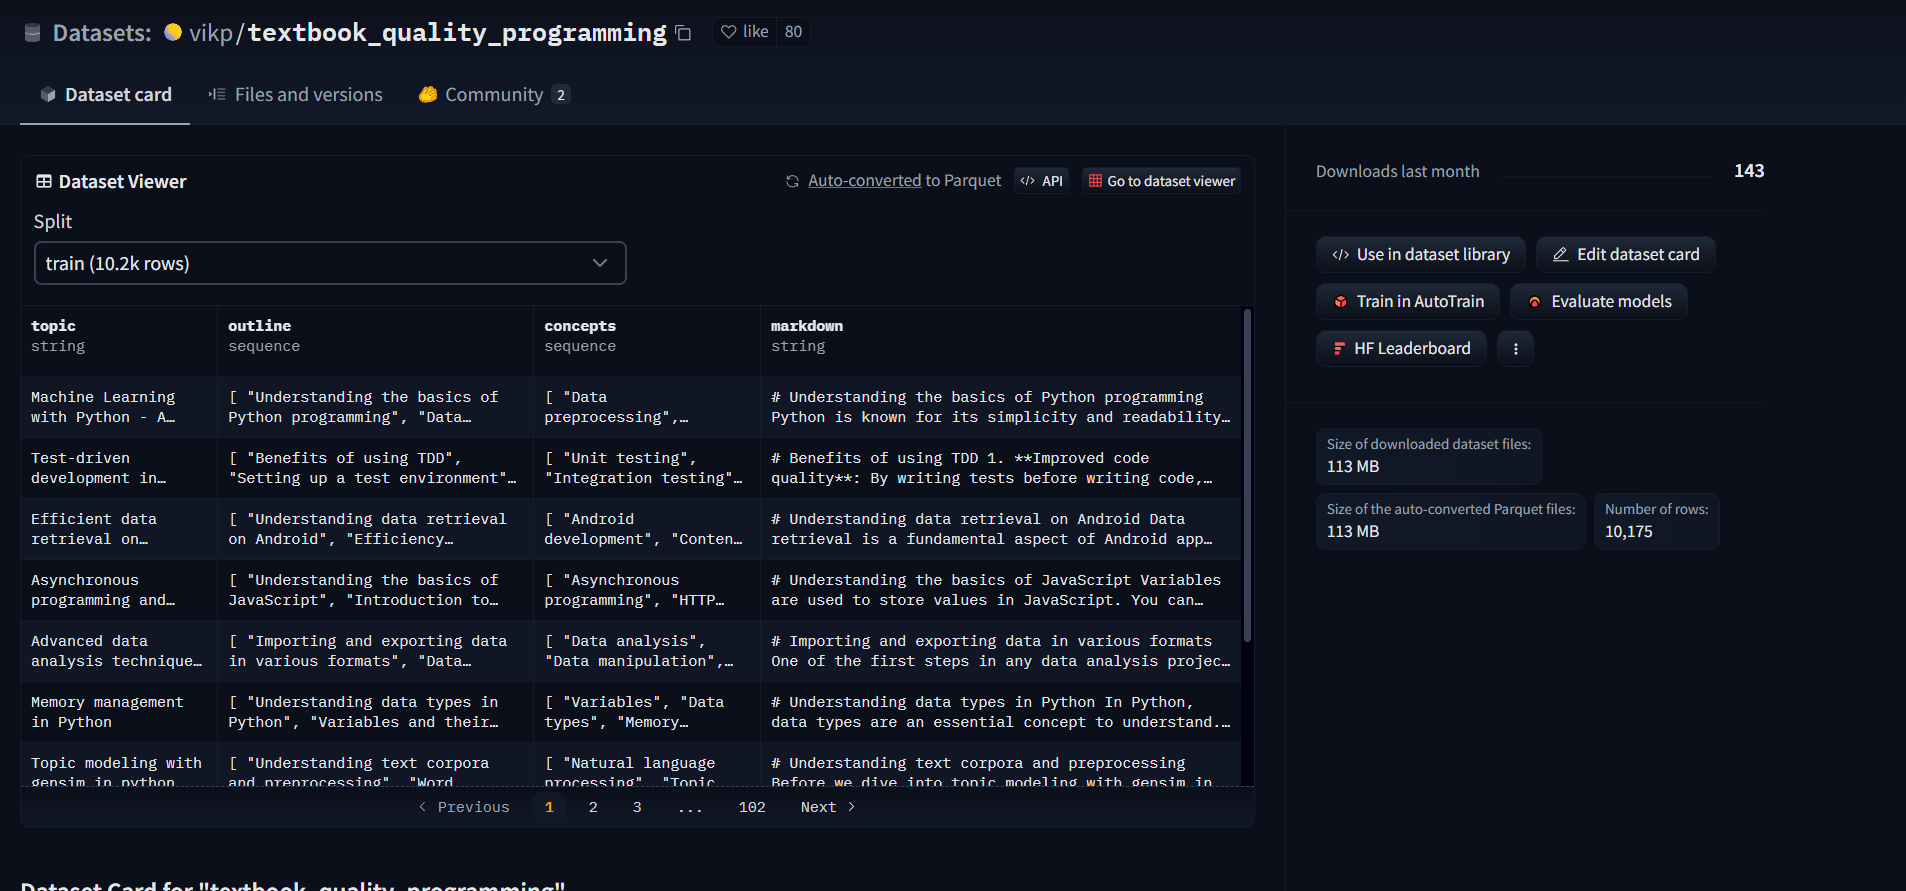 Datasets: vikp/textbook_quality_programming like 80
Dataset card Files and versions Community 2
Dataset Viewer Auto-converted to Parquet API Go to dataset viewer
Split
train (10.2k rows)
topic outline concepts markdown
string sequence sequence string
Machine Learning [ "Understanding the basics of [ "Data # Understanding the basics of Python programming
with Python - A… Python programming", "Data… preprocessing",… Python is known for its simplicity and readability…
Test-driven [ "Benefits of using TDD", [ "Unit testing", # Benefits of using TDD 1. **Improved code
development in… "Setting up a test environment"… "Integration testing"… quality**: By writing tests before writing code,…
Efficient data [ "Understanding data retrieval [ "Android # Understanding data retrieval on Android Data
retrieval on… on Android", "Efficiency… development", "Conten… retrieval is a fundamental aspect of Android app…
Asynchronous [ "Understanding the basics of [ "Asynchronous # Understanding the basics of JavaScript Variables
programming and… JavaScript", "Introduction to… programming", "HTTP… are used to store values in JavaScript. You can…
Advanced data [ "Importing and exporting data [ "Data analysis", # Importing and exporting data in various formats
analysis technique… in various formats", "Data… "Data manipulation",… One of the first steps in any data analysis projec…
Memory management [ "Understanding data types in [ "Variables", "Data # Understanding data types in Python In Python,
in Python Python", "Variables and their… types", "Memory… data types are an essential concept to understand.…
Topic modeling with [ "Understanding text corpora [ "Natural language # Understanding text corpora and preprocessing
gensim in python and preprocessing", "Word processing", "Topic Before we dive into topic modeling with gensim in
< Previous 1 2 3 ... 102 Next >
Dataset Card for "textbook_quality_programming"
Downloads last month 143
Use in dataset library Edit dataset card
Train in AutoTrain Evaluate models
HF Leaderboard
Size of downloaded dataset files:
113 MB
Size of the auto-converted Parquet files: Number of rows:
113 MB 10,175